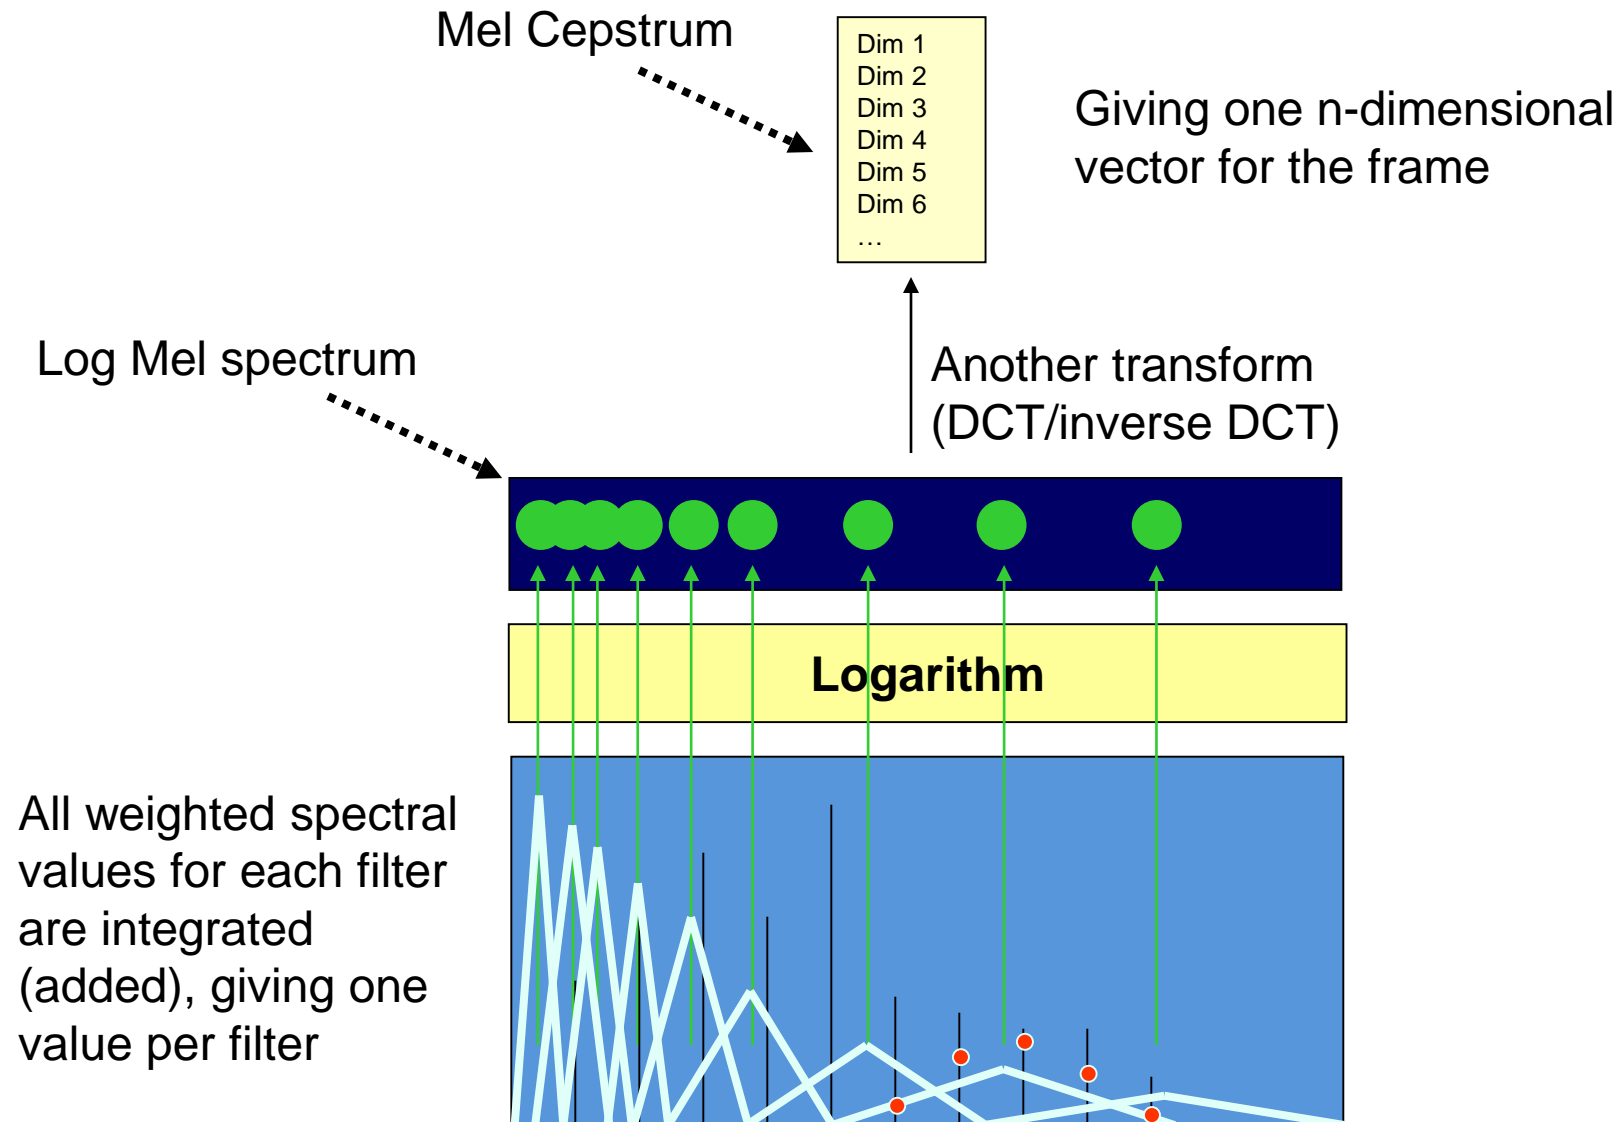 Mel Cepstrum
Dim 1
Dim 2
Dim 3
Dim 4
Dim 5
Dim 6
…
Giving one n-dimensional
vector for the frame
Log Mel spectrum
Another transform
(DCT/inverse DCT)
Logarithm
All weighted spectral
values for each filter
are integrated
(added), giving one
value per filter